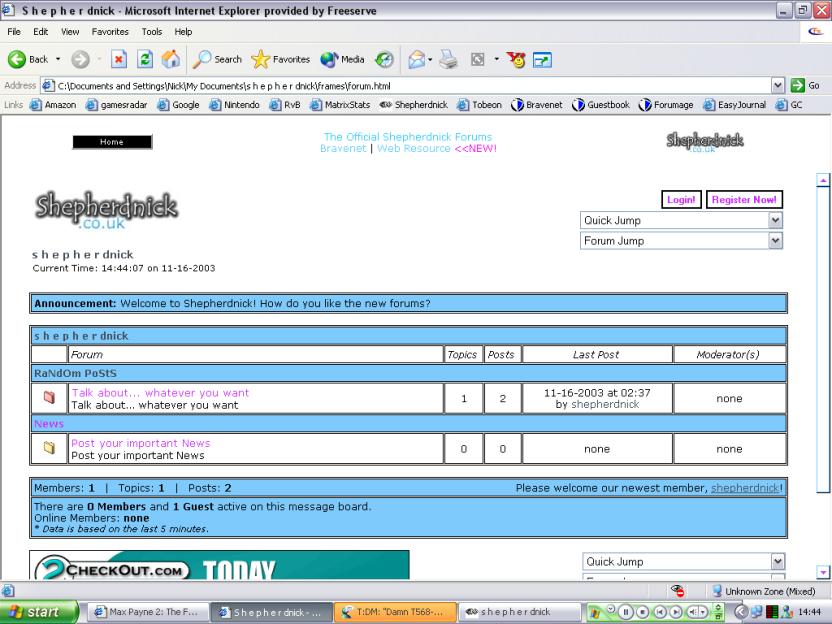 S h e p h e r dnick - Microsoft Internet Explorer provided by Freeserve
File Edit View Favorites Tools Help
Back Search Favorites Media
Address C:\Documents and Settings\Nick\My Documents\s h e p h e r dnick\frames\forum.html Go
Links Amazon gamesradar Google Nintendo RvB MatrixStats Shepherdnick Tobeon Bravenet Guestbook Forumage EasyJournal GC
Home
The Official Shepherdnick Forums
Bravenet | Web Resource <<NEW!
Shepherdnick
.co.uk
Shepherdnick
.co.uk
Login! Register Now!
Quick Jump
Forum Jump
s h e p h e r dnick
Current Time: 14:44:07 on 11-16-2003
Announcement: Welcome to Shepherdnick! How do you like the new forums?
s h e p h e r dnick
Forum Topics Posts Last Post Moderator(s)
RaNdOm PoStS
Talk about... whatever you want
Talk about... whatever you want
1 2 11-16-2003 at 02:37
by shepherdnick
none
News
Post your important News
Post your important News
0 0 none none
Members: 1 | Topics: 1 | Posts: 2 Please welcome our newest member, shepherdnick!
There are 0 Members and 1 Guest active on this message board.
Online Members: none
* Data is based on the last 5 minutes.
2CHECKOUT.COM TODAY
Quick Jump
Unknown Zone (Mixed)
start Max Payne 2: The F... S h e p h e r dnick - ... T:DM: "Damn T568-... s h e p h e r dnick 14:44